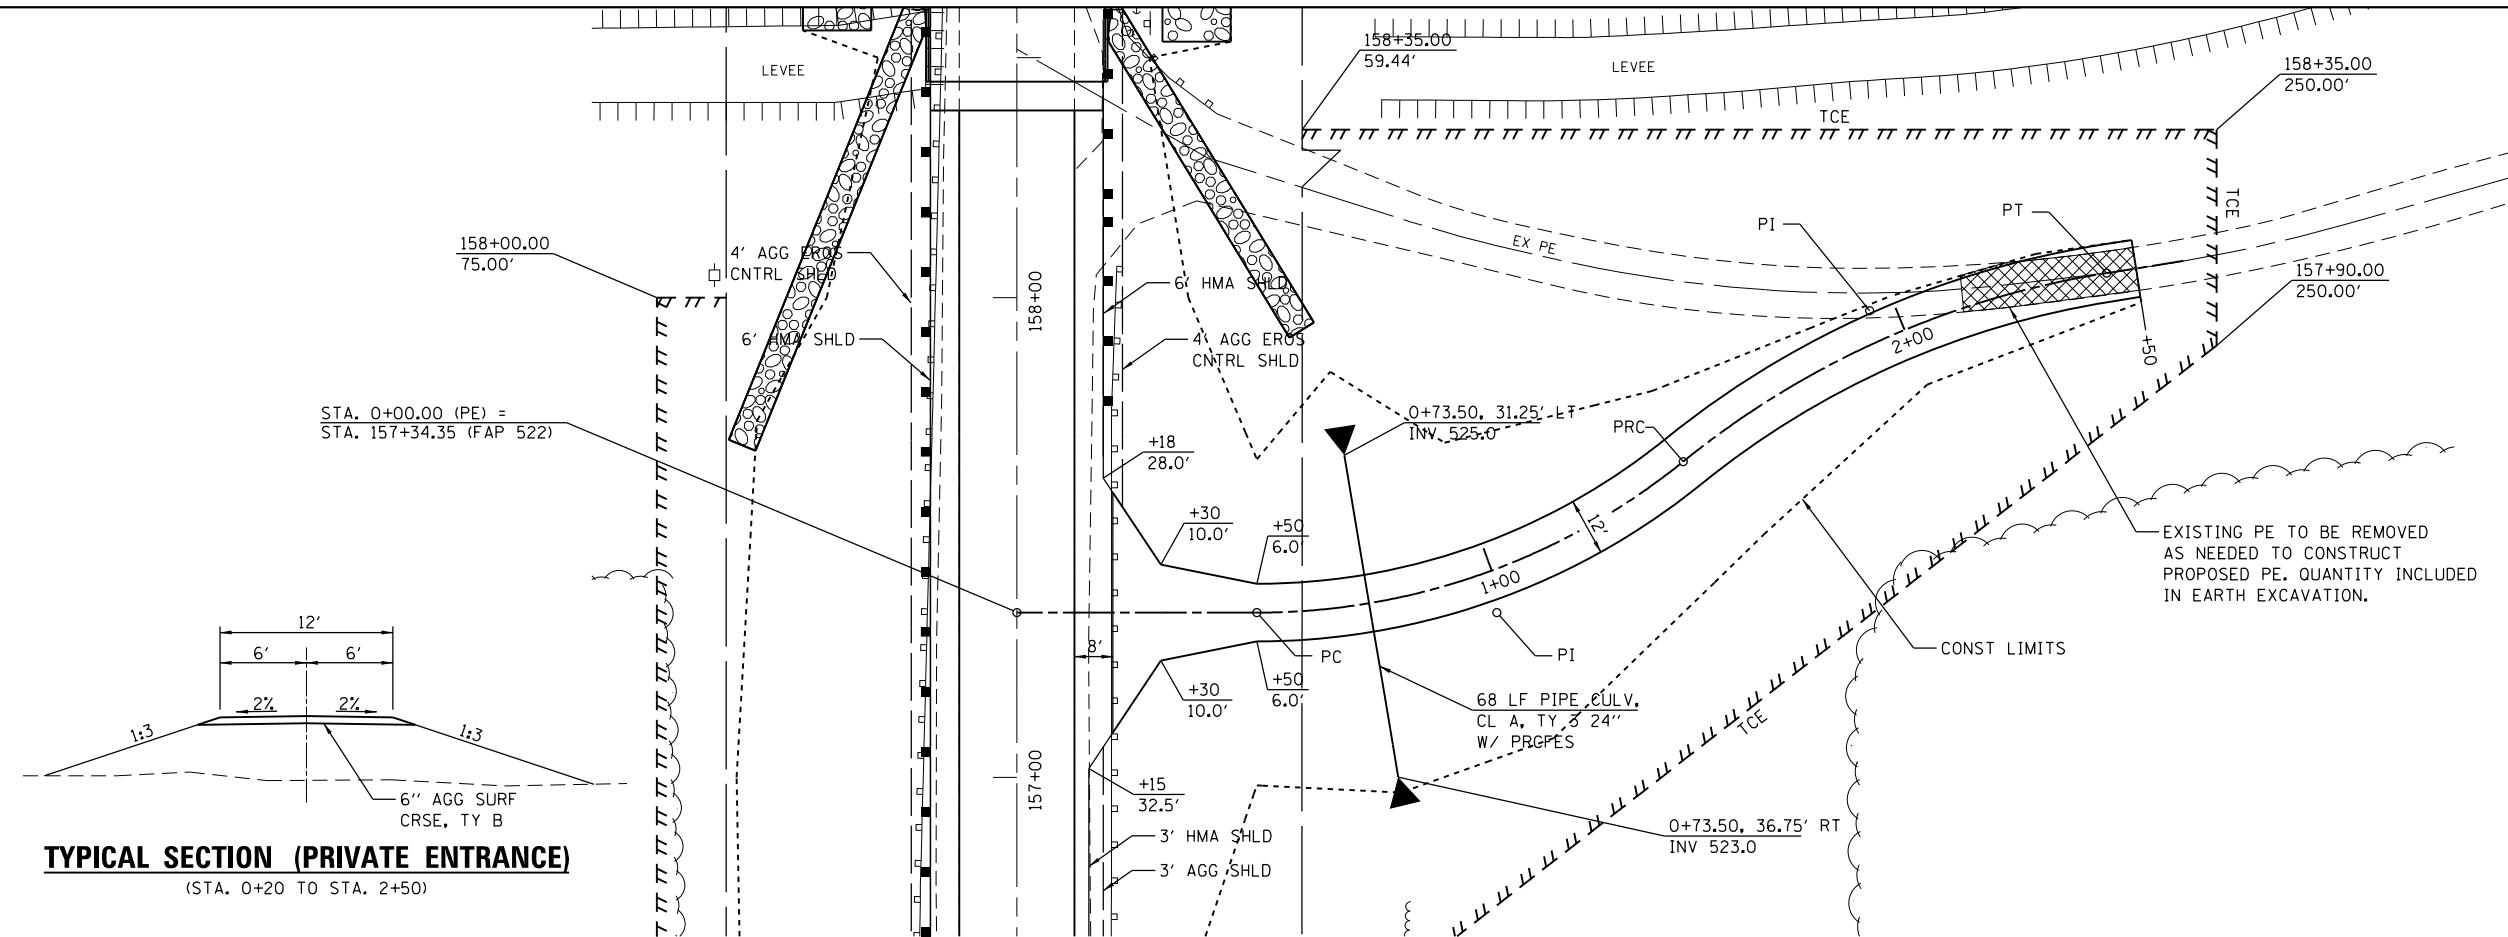 LEVEE
158+35.00
59.44'
LEVEE
158+35.00
250.00'
TCE
TCE
158+00.00
75.00'
4' AGG EROS
CNTRL SHLD
6' HMA SHLD
158+00
6' HMA SHLD
4' AGG EROS
CNTRL SHLD
EX PE
PI
PT
157+90.00
250.00'
2+00
+50
STA. 0+00.00 (PE) =
STA. 157+34.35 (FAP 522)
+18
28.0'
0+73.50, 31.25' LT
INV 525.0
PRC
+30
10.0'
+50
6.0'
12'
1+00
EXISTING PE TO BE REMOVED
AS NEEDED TO CONSTRUCT
PROPOSED PE. QUANTITY INCLUDED
IN EARTH EXCAVATION.
CONST LIMITS
8'
PC
PI
+30
10.0'
+50
6.0'
68 LF PIPE CULV,
CL A, TY 3 24"
W/ PRCFES
TCE
157+00
+15
32.5'
3' HMA SHLD
3' AGG SHLD
0+73.50, 36.75' RT
INV 523.0
12'
6' 6'
2% 2%
1:3 1:3
6" AGG SURF
CRSE, TY B
TYPICAL SECTION (PRIVATE ENTRANCE)
(STA. 0+20 TO STA. 2+50)